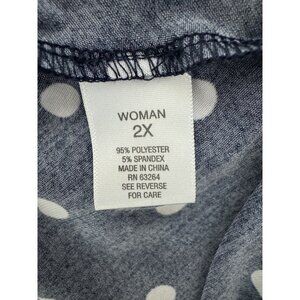 WOMAN
2X
95% POLYESTER
5% SPANDEX
MADE IN CHINA
RN 63264
SEE REVERSE
FOR CARE